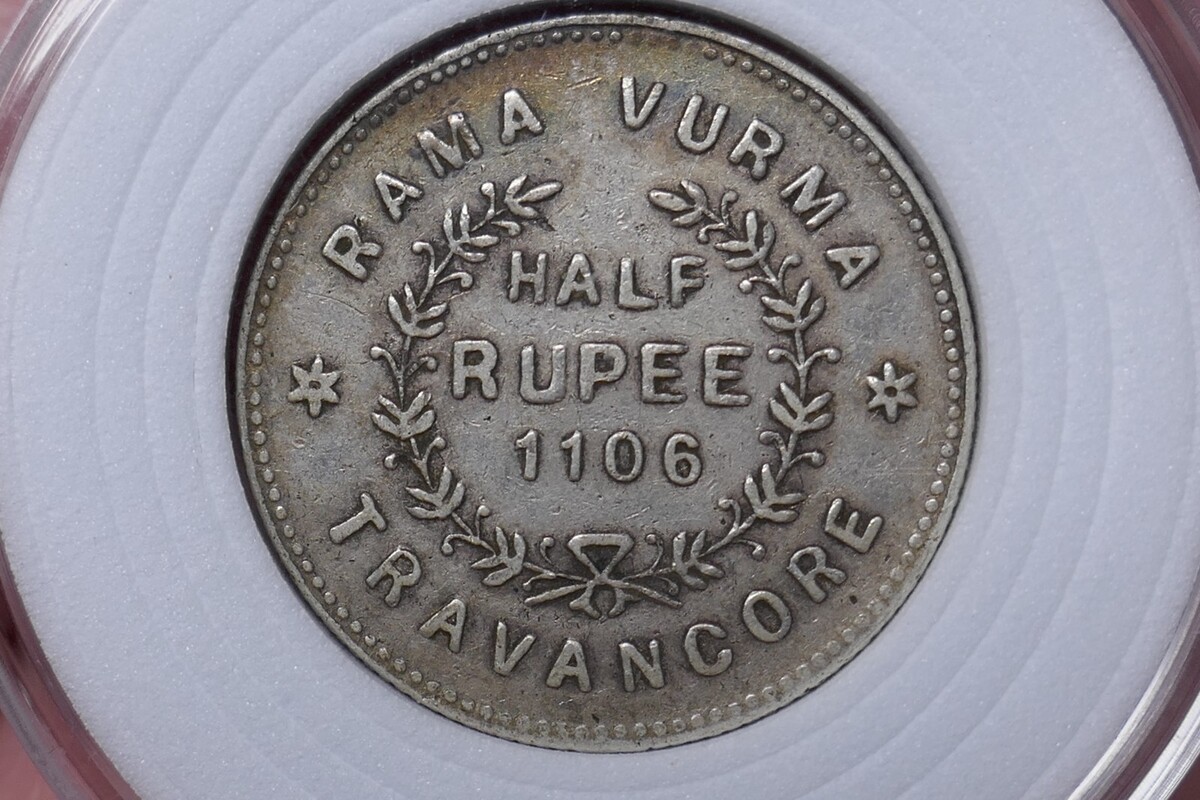 RAMA VURMA
HALF
RUPEE
1106
TRAVANCORE